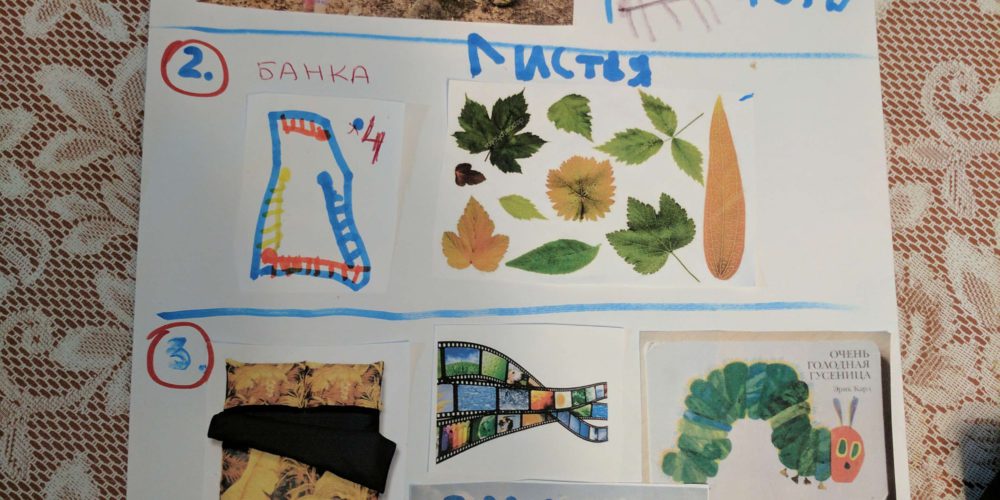 2.
БАНКА
Листья
4
3.
ОЧЕНЬ
ГОЛОДНАЯ
ГУСЕНИЦА
Эрик Карл